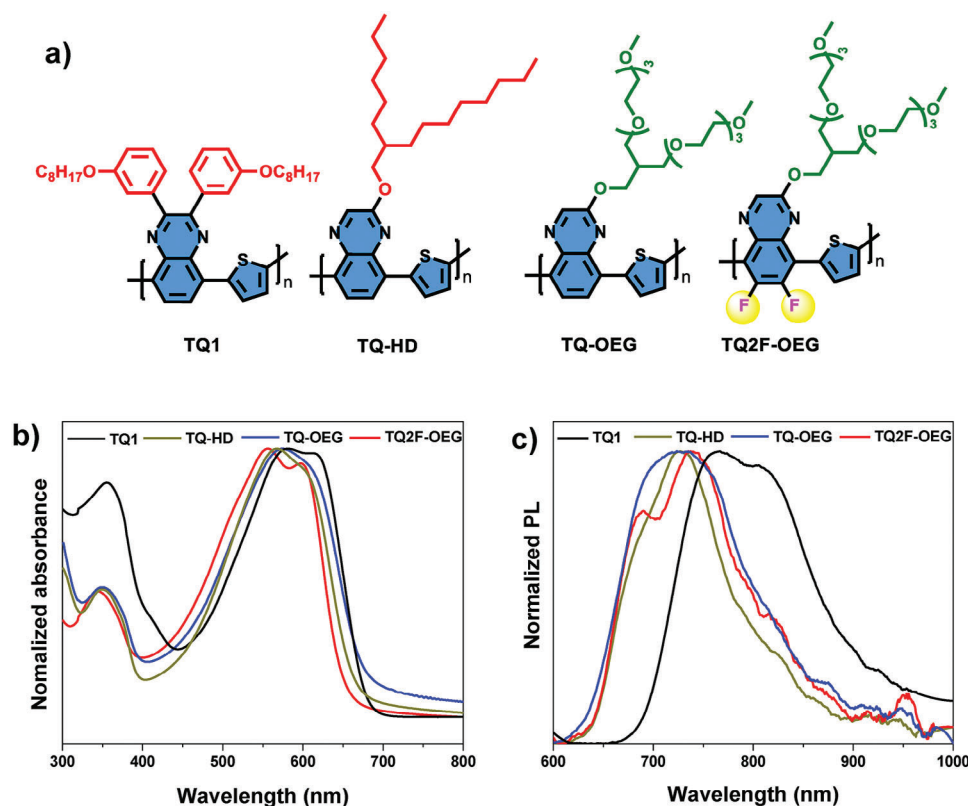 a)
C₈H₁₇O
OC₈H₁₇
N
N
S
n
TQ1
O
N
N
S
n
TQ-HD
O
3
O
O
O
O
3
O
N
N
S
n
TQ-OEG
O
3
O
O
O
O
3
O
N
N
S
n
F
F
TQ2F-OEG
b)
TQ1 TQ-HD TQ-OEG TQ2F-OEG
Nomalized absorbance
300 400 500 600 700 800
Wavelength (nm)
c)
TQ1 TQ-HD TQ-OEG TQ2F-OEG
Normalized PL
600 700 800 900 1000
Wavelength (nm)